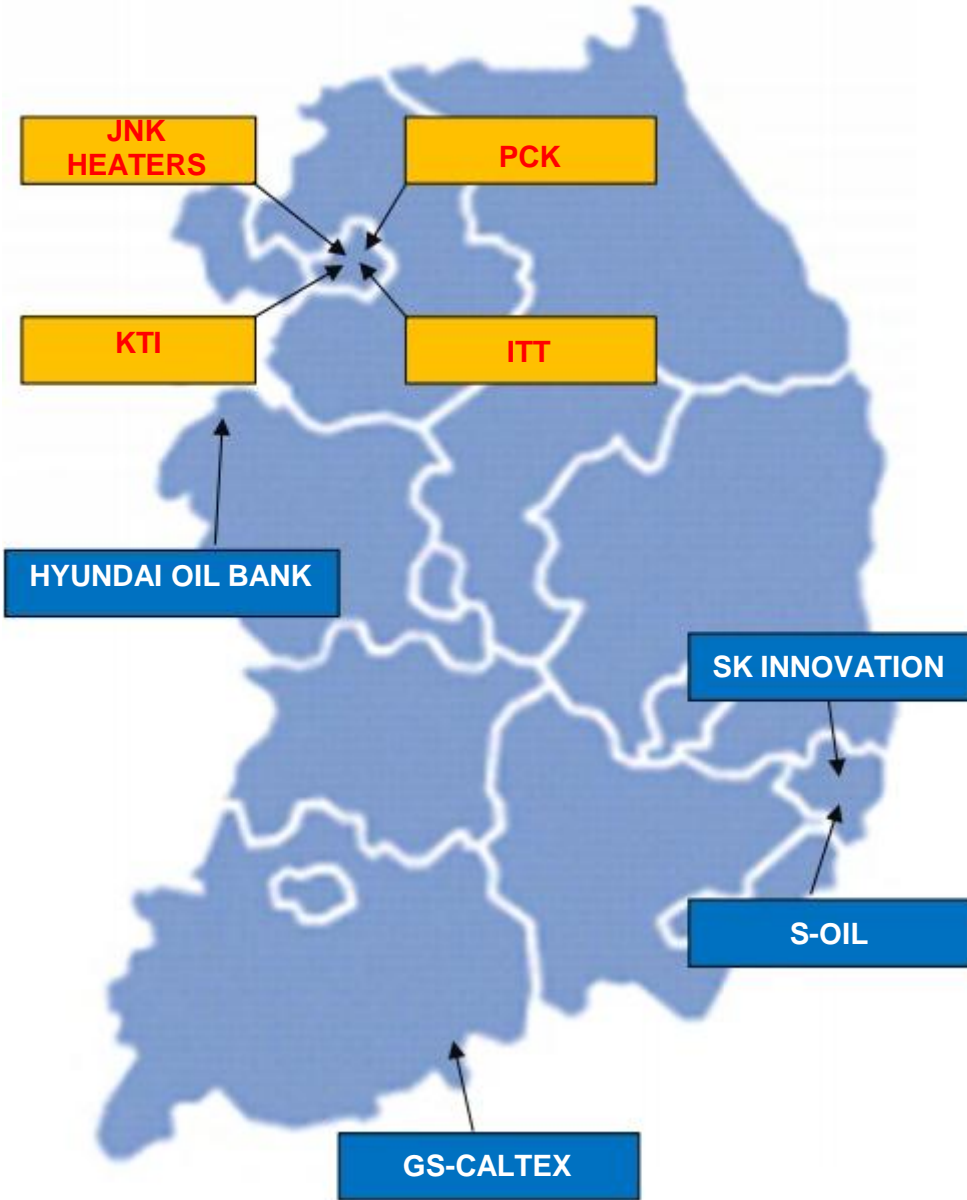 JNK
HEATERS
PCK
KTI
ITT
HYUNDAI OIL BANK
SK INNOVATION
S-OIL
GS-CALTEX